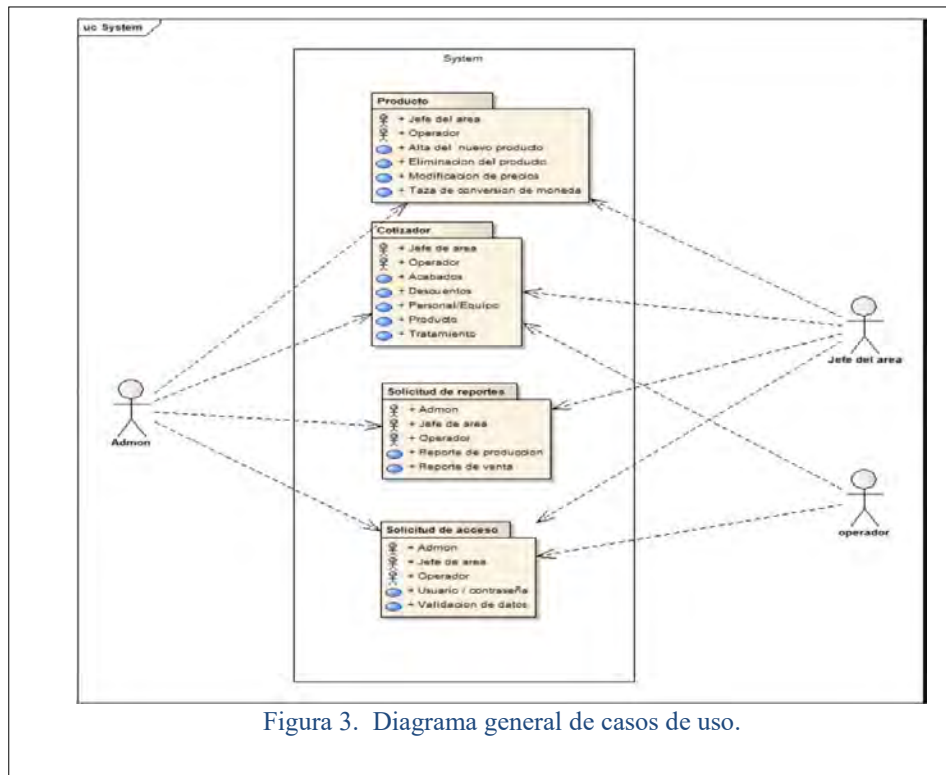 uc System
System
Producto
+ Jefe del area
+ Operador
+ Alta del nuevo producto
+ Eliminacion del producto
+ Modificacion de precios
+ Taza de conversion de moneda
Cotizador
+ Jefe de area
+ Operador
+ Acabados
+ Descuentos
+ Personal/Equipo
+ Producto
+ Tratamiento
Jefe del area
Solicitud de reportes
+ Admon
+ Jefe de area
+ Operador
+ Reporte de produccion
+ Reporte de venta
Admon
Solicitud de acceso
+ Admon
+ Jefe de area
+ Operador
+ Usuario / contraseña
+ Validacion de datos
operador
Figura 3. Diagrama general de casos de uso.